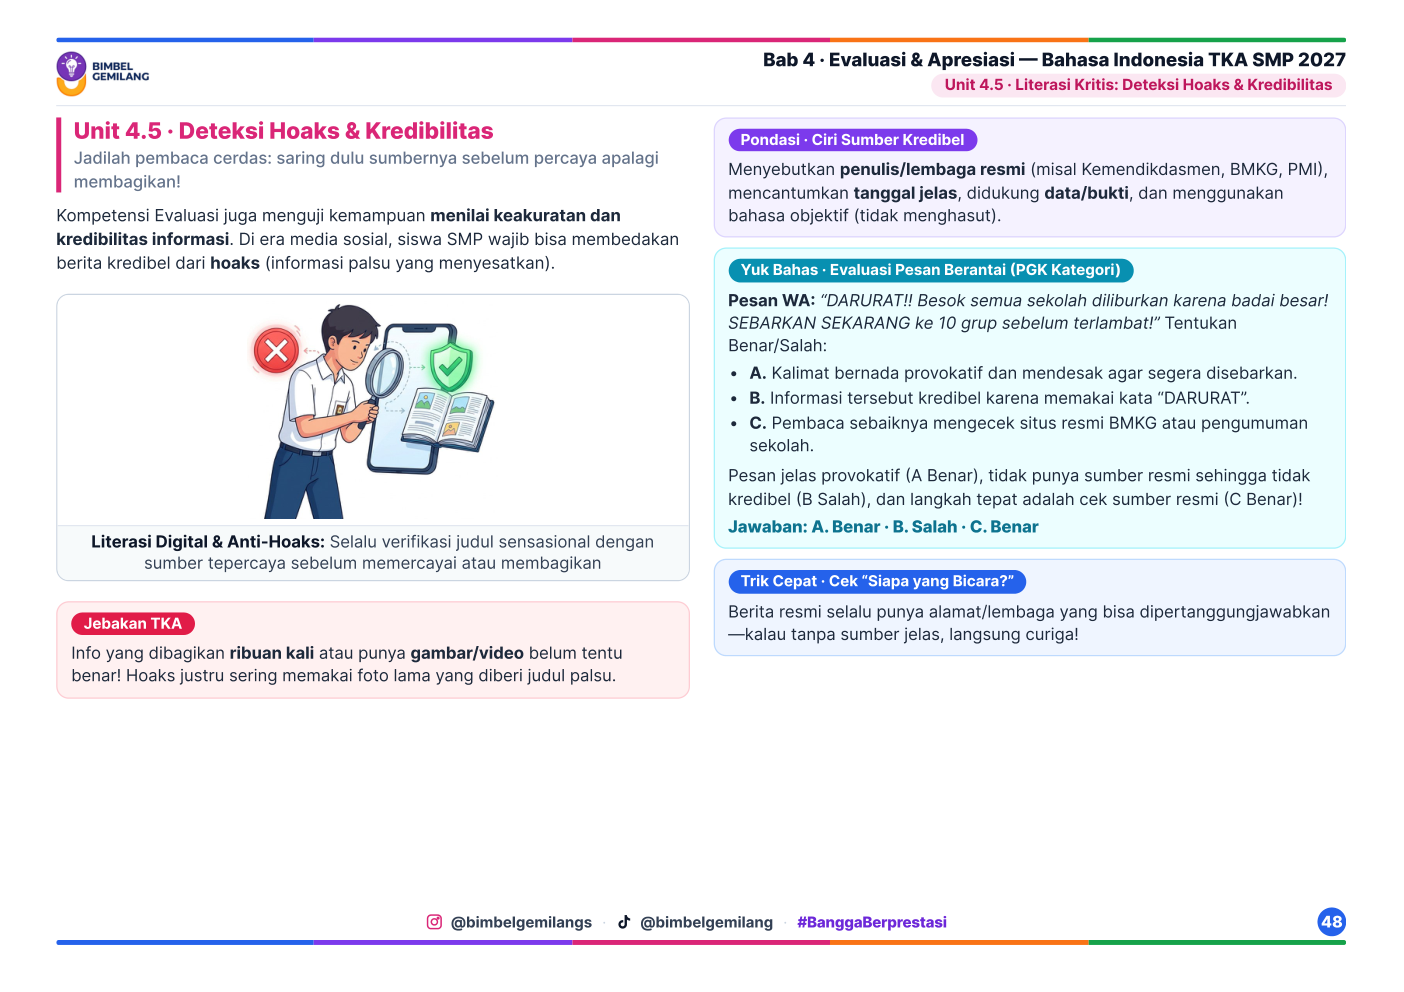 BIMBEL
GEMILANG
Bab 4 · Evaluasi & Apresiasi — Bahasa Indonesia TKA SMP 2027
Unit 4.5 · Literasi Kritis: Deteksi Hoaks & Kredibilitas
Unit 4.5 · Deteksi Hoaks & Kredibilitas
Jadilah pembaca cerdas: saring dulu sumbernya sebelum percaya apalagi
membagikan!
Kompetensi Evaluasi juga menguji kemampuan menilai keakuratan dan
kredibilitas informasi. Di era media sosial, siswa SMP wajib bisa membedakan
berita kredibel dari hoaks (informasi palsu yang menyesatkan).
Literasi Digital & Anti-Hoaks: Selalu verifikasi judul sensasional dengan
sumber tepercaya sebelum memercayai atau membagikan
Jebakan TKA
Info yang dibagikan ribuan kali atau punya gambar/video belum tentu
benar! Hoaks justru sering memakai foto lama yang diberi judul palsu.
Pondasi · Ciri Sumber Kredibel
Menyebutkan penulis/lembaga resmi (misal Kemendikdasmen, BMKG, PMI),
mencantumkan tanggal jelas, didukung data/bukti, dan menggunakan
bahasa objektif (tidak menghasut).
Yuk Bahas · Evaluasi Pesan Berantai (PGK Kategori)
Pesan WA: “DARURAT!! Besok semua sekolah diliburkan karena badai besar!
SEBARKAN SEKARANG ke 10 grup sebelum terlambat!” Tentukan
Benar/Salah:
• A. Kalimat bernada provokatif dan mendesak agar segera disebarkan.
• B. Informasi tersebut kredibel karena memakai kata “DARURAT”.
• C. Pembaca sebaiknya mengecek situs resmi BMKG atau pengumuman
sekolah.
Pesan jelas provokatif (A Benar), tidak punya sumber resmi sehingga tidak
kredibel (B Salah), dan langkah tepat adalah cek sumber resmi (C Benar)!
Jawaban: A. Benar · B. Salah · C. Benar
Trik Cepat · Cek “Siapa yang Bicara?”
Berita resmi selalu punya alamat/lembaga yang bisa dipertanggungjawabkan
—kalau tanpa sumber jelas, langsung curiga!
@bimbelgemilangs · @bimbelgemilang · #BanggaBerprestasi
48